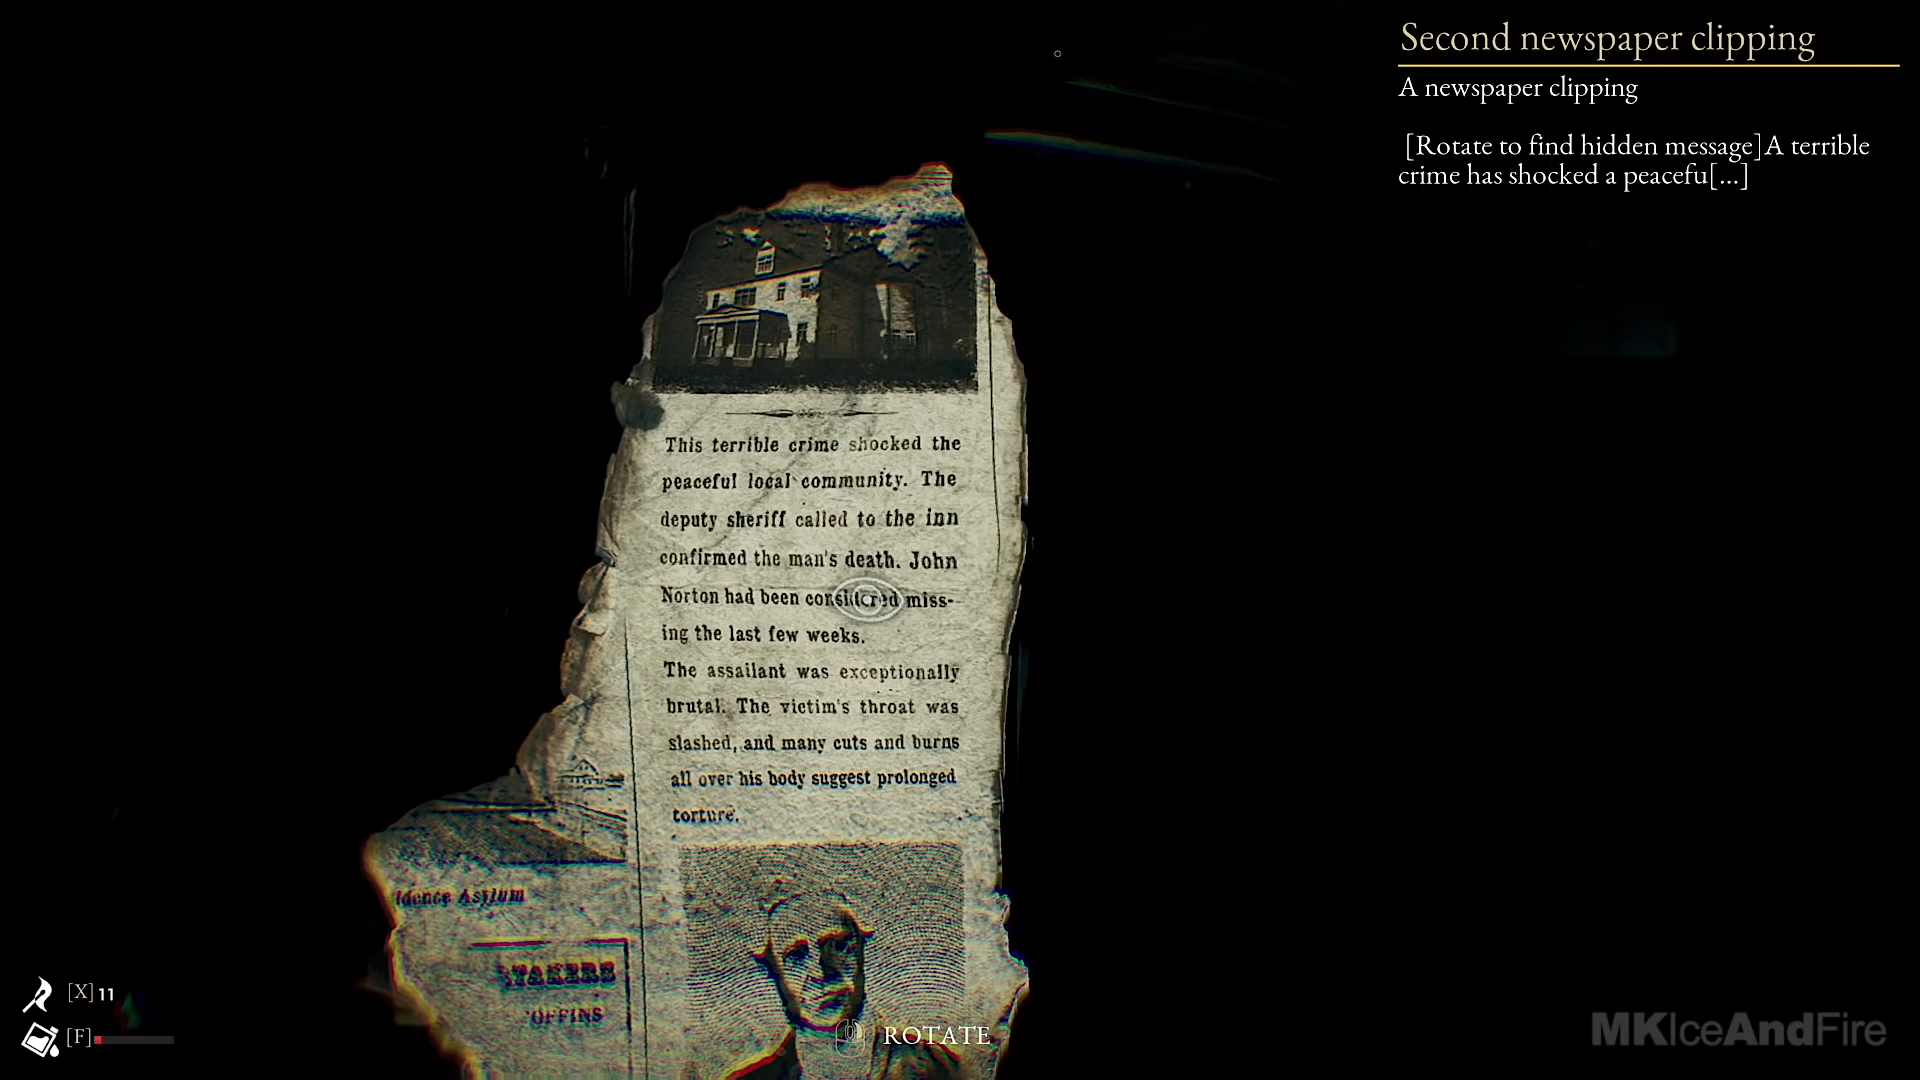 Second newspaper clipping
A newspaper clipping
[Rotate to find hidden message]A terrible
crime has shocked a peacefu[...]
This terrible crime shocked the
peaceful local community. The
deputy sheriff called to the inn
confirmed the man's death. John
Norton had been considered miss-
ing the last few weeks.
The assailant was exceptionally
brutal. The victim's throat was
slashed, and many cuts and burns
all over his body suggest prolonged
torture.
idence Asylum
TAKERS
OFFINS
[X] 11
[F]
ROTATE
MKIceAndFire